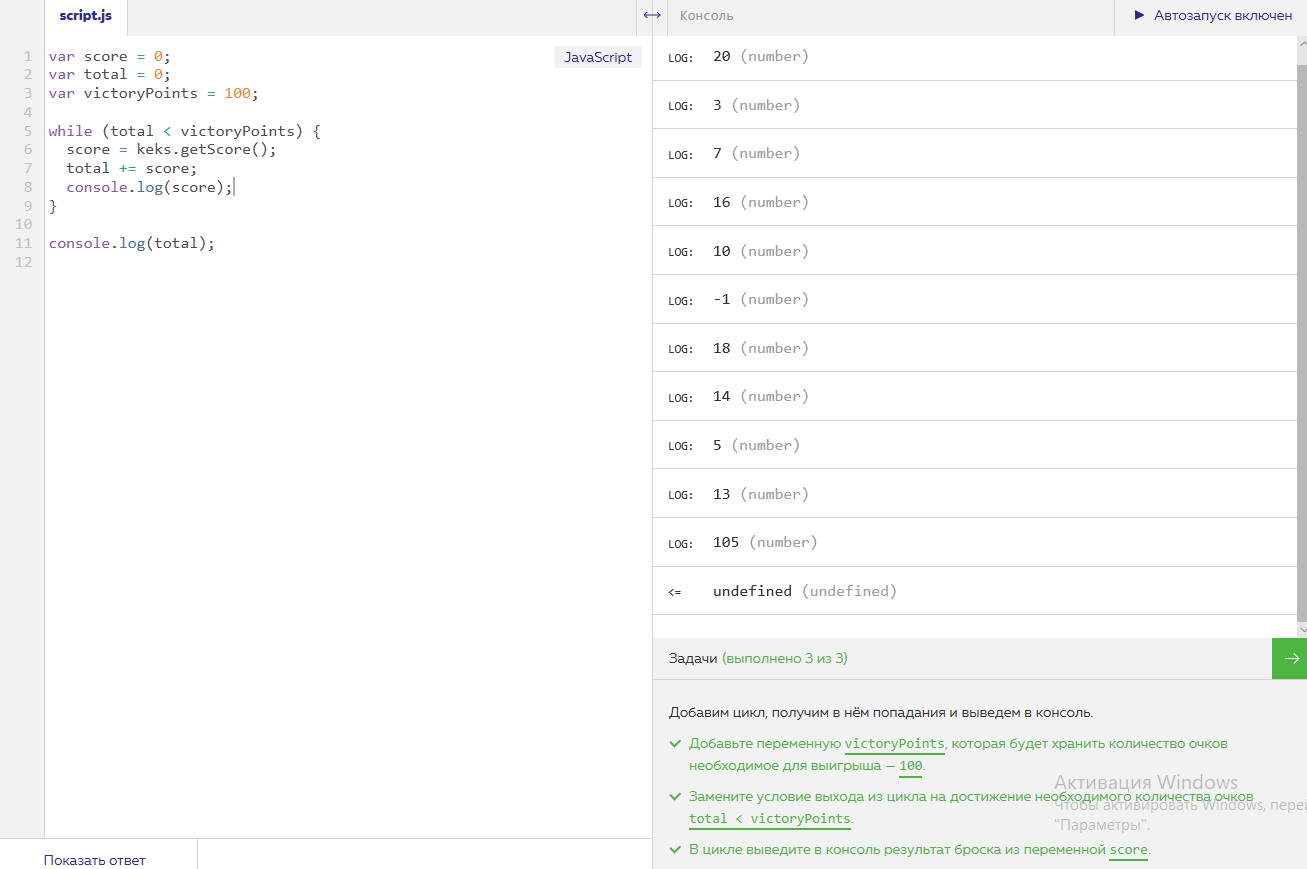 script.js
Консоль
Автозапуск включен
JavaScript
1 var score = 0;
2 var total = 0;
3 var victoryPoints = 100;
4
5 while (total < victoryPoints) {
6 score = keks.getScore();
7 total += score;
8 console.log(score);
9 }
10
11 console.log(total);
12
Показать ответ
LOG: 20 (number)
LOG: 3 (number)
LOG: 7 (number)
LOG: 16 (number)
LOG: 10 (number)
LOG: -1 (number)
LOG: 18 (number)
LOG: 14 (number)
LOG: 5 (number)
LOG: 13 (number)
LOG: 105 (number)
<= undefined (undefined)
Задачи (выполнено 3 из 3)
Добавим цикл, получим в нём попадания и выведем в консоль.
Добавьте переменную victoryPoints, которая будет хранить количество очков
необходимое для выигрыша — 100.
Замените условие выхода из цикла на достижение необходимого количества очков
total < victoryPoints.
В цикле выведите в консоль результат броска из переменной score.
Активация Windows
Чтобы активировать Windows, пере
"Параметры".